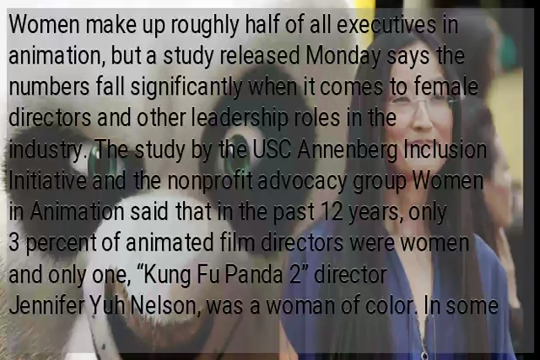 Women make up roughly half of all executives in
animation, but a study released Monday says the
numbers fall significantly when it comes to female
directors and other leadership roles in the
industry. The study by the USC Annenberg Inclusion
Initiative and the nonprofit advocacy group Women
in Animation said that in the past 12 years, only
3 percent of animated film directors were women
and only one, “Kung Fu Panda 2” director
Jennifer Yuh Nelson, was a woman of color. In some